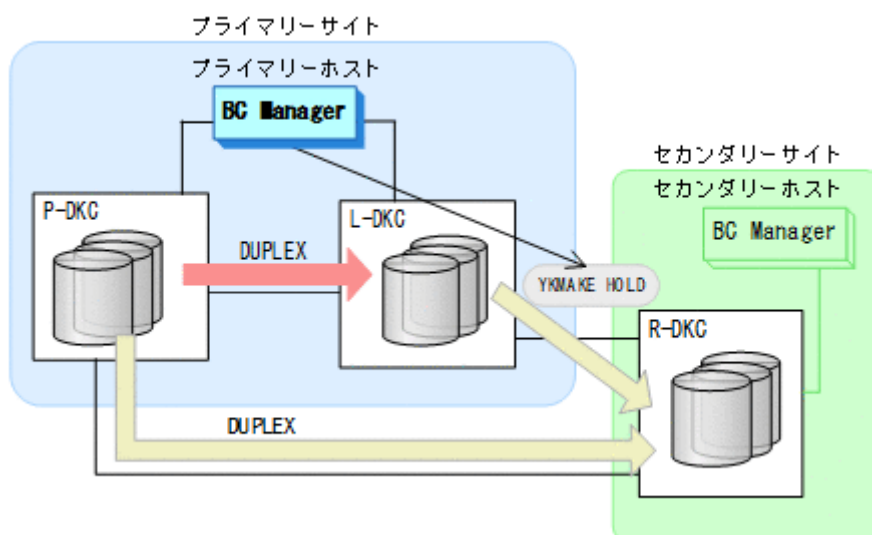 プライマリーサイト
プライマリーホスト
BC Manager
セカンダリーサイト
セカンダリーホスト
P-DKC
L-DKC
BC Manager
DUPLEX
YKMAKE HOLD
R-DKC
DUPLEX